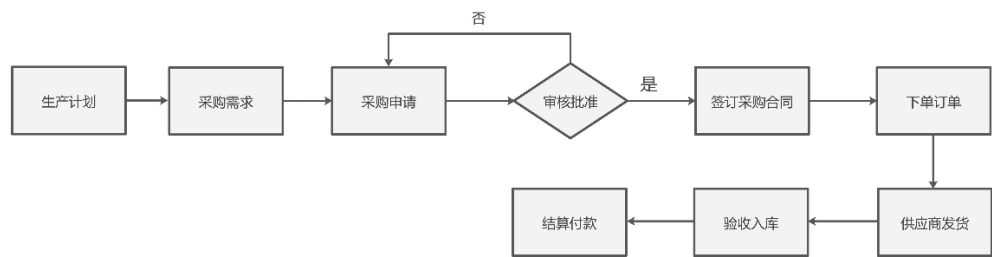 否
生产计划
采购需求
采购申请
审核批准
是
签订采购合同
下单订单
供应商发货
验收入库
结算付款